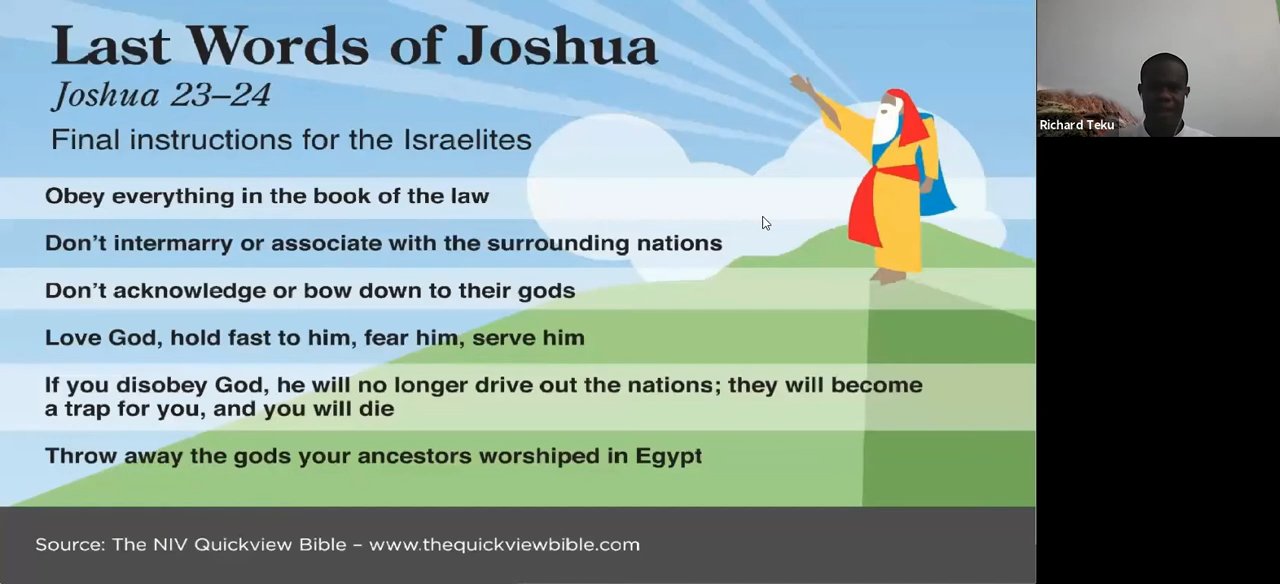 Last Words of Joshua
Joshua 23–24
Final instructions for the Israelites
Obey everything in the book of the law
Don’t intermarry or associate with the surrounding nations
Don’t acknowledge or bow down to their gods
Love God, hold fast to him, fear him, serve him
If you disobey God, he will no longer drive out the nations; they will become
a trap for you, and you will die
Throw away the gods your ancestors worshiped in Egypt
Source: The NIV Quickview Bible – www.thequickviewbible.com
Richard Teku